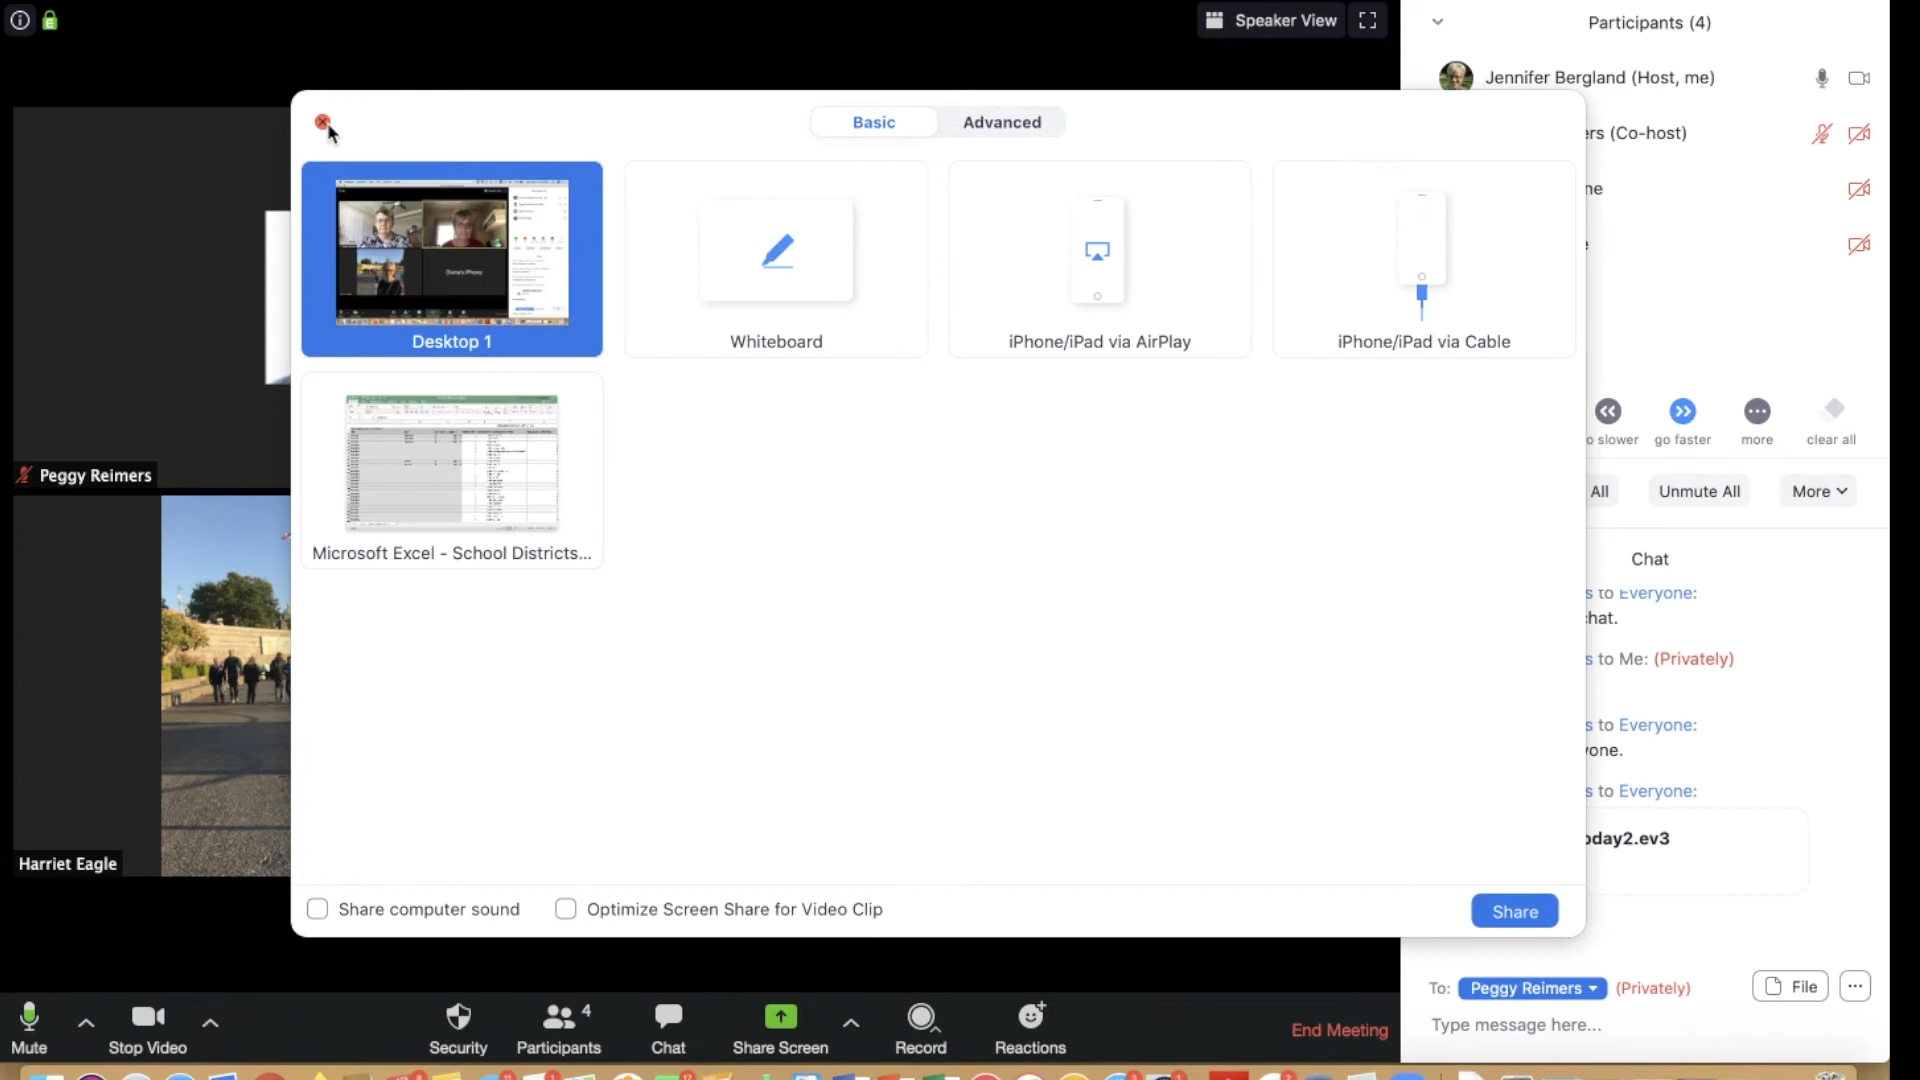 Speaker View
Participants (4)
Jennifer Bergland (Host, me)
Basic
Advanced
ers (Co-host)
ne
e
Desktop 1
Whiteboard
iPhone/iPad via AirPlay
iPhone/iPad via Cable
o slower
go faster
more
clear all
Peggy Reimers
All
Unmute All
More
Microsoft Excel - School Districts...
Chat
s to Everyone:
hat.
s to Me: (Privately)
s to Everyone:
yone.
s to Everyone:
oday2.ev3
Harriet Eagle
Share computer sound
Optimize Screen Share for Video Clip
Share
To: Peggy Reimers (Privately)
File
Type message here...
Mute
Stop Video
Security
Participants
4
Chat
Share Screen
Record
Reactions
End Meeting